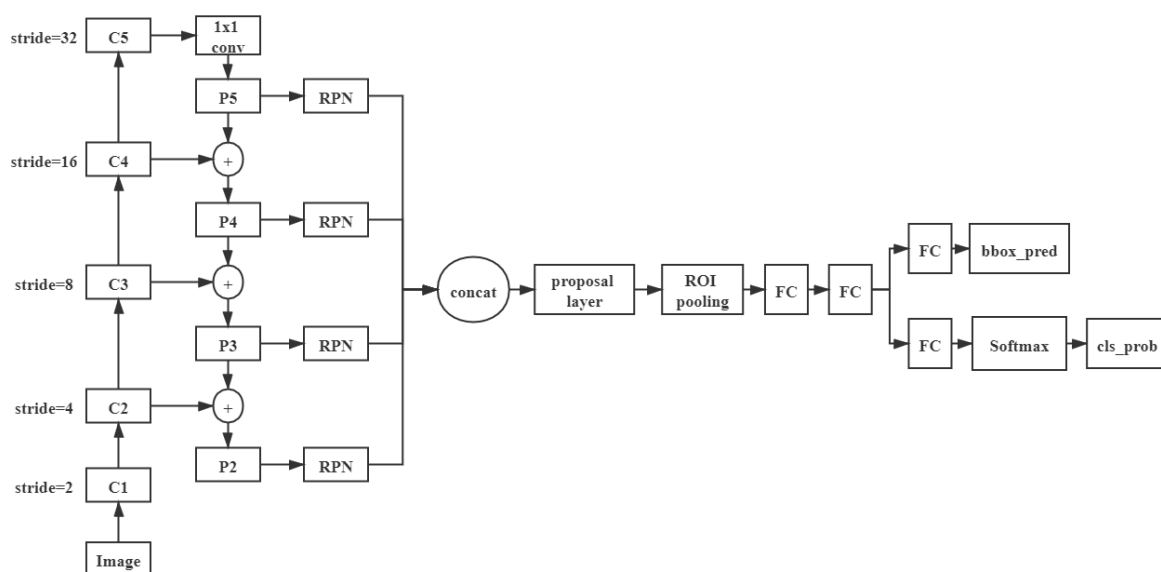 stride=32
C5
1x1
conv
P5
RPN
stride=16
C4
+
P4
RPN
stride=8
C3
+
P3
RPN
stride=4
C2
+
P2
RPN
stride=2
C1
Image
concat
proposal
layer
ROI
pooling
FC
FC
FC
bbox_pred
FC
Softmax
cls_prob